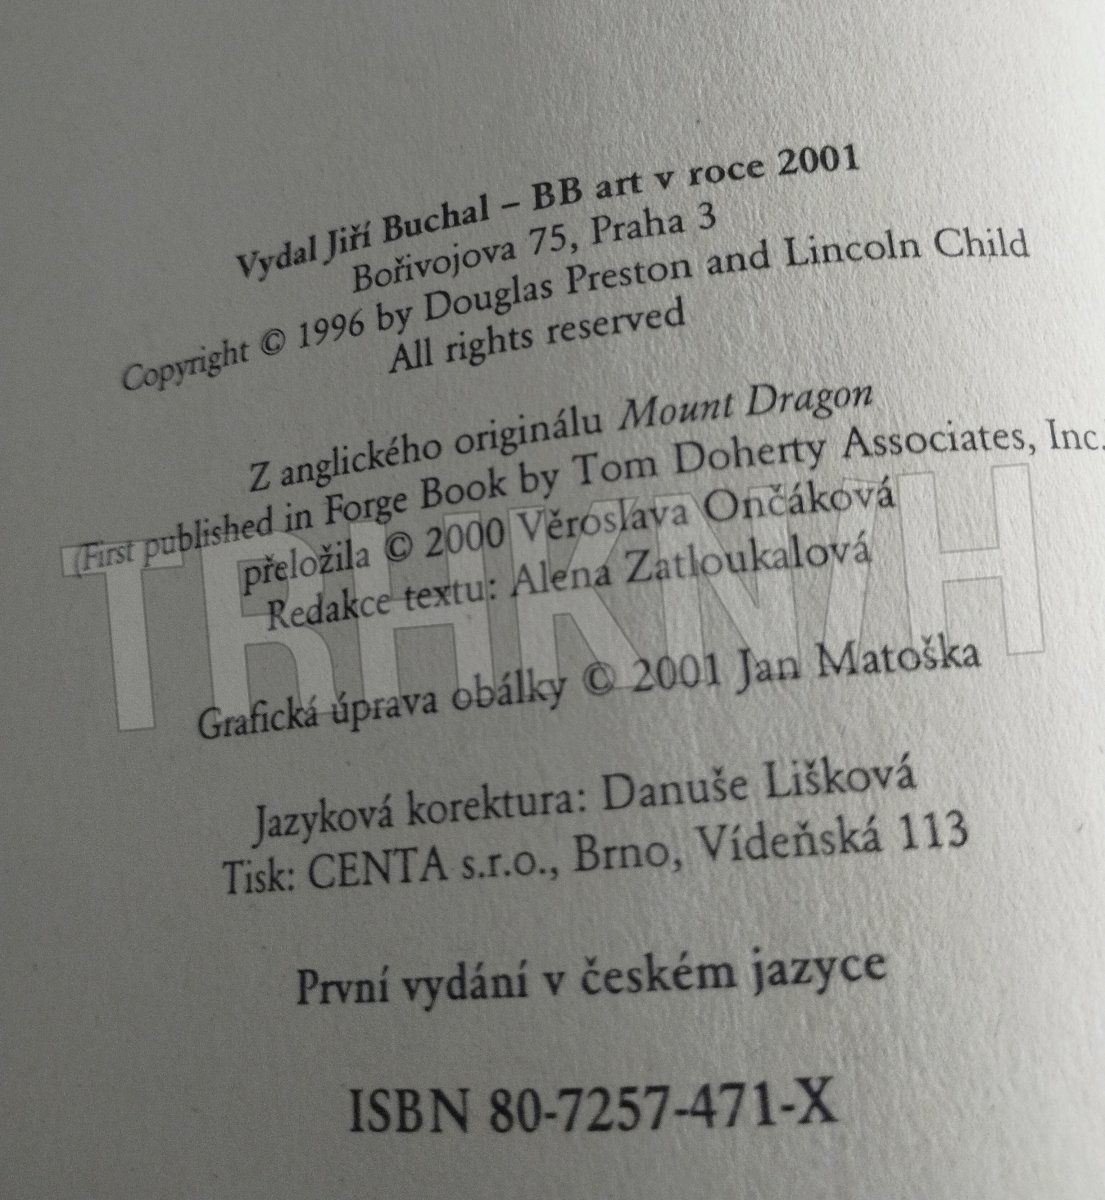 Vydal Jiří Buchal – BB art v roce 2001
Bořivojova 75, Praha 3
Copyright © 1996 by Douglas Preston and Lincoln Child
All rights reserved
Z anglického originálu Mount Dragon
(First published in Forge Book by Tom Doherty Associates, Inc.
přeložila © 2000 Věroslava Ončáková
Redakce textu: Alena Zatloukalová
Grafická úprava obálky © 2001 Jan Matoška
Jazyková korektura: Danuše Lišková
Tisk: CENTA s.r.o., Brno, Vídeňská 113
První vydání v českém jazyce
ISBN 80-7257-471-X